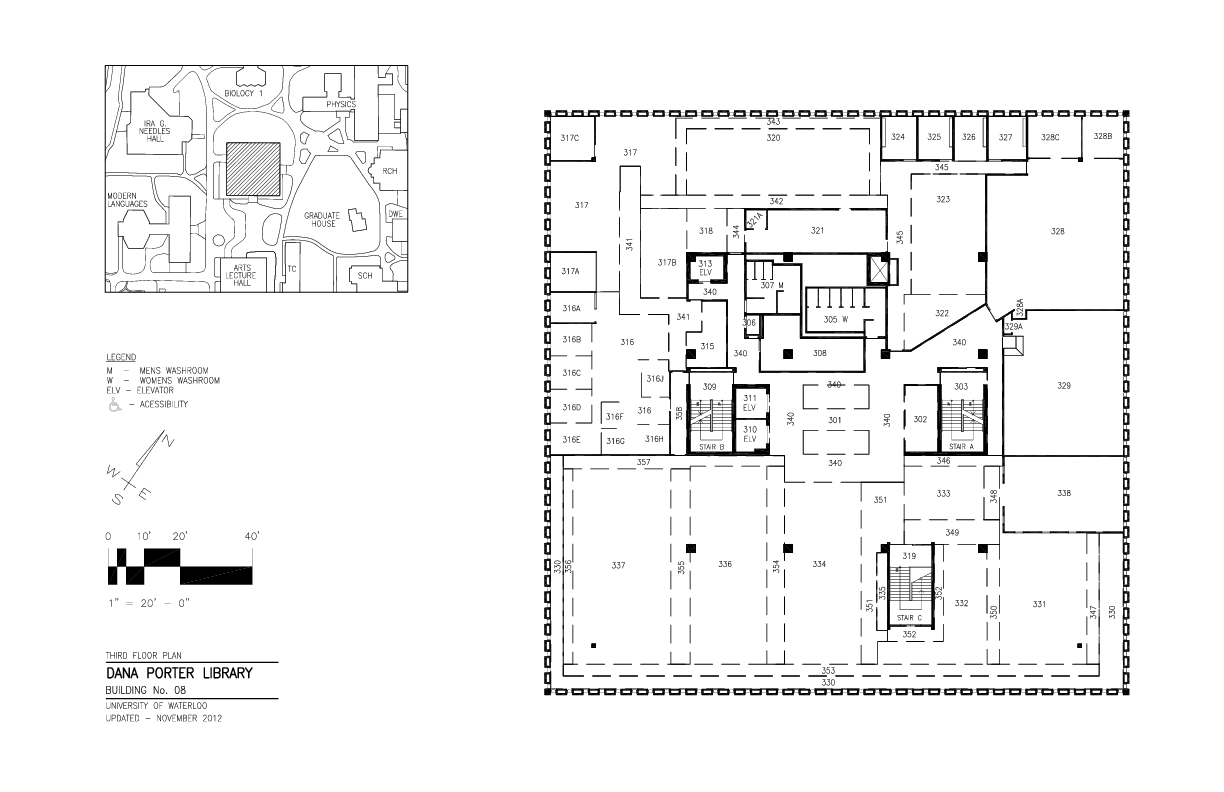 BIOLOGY 1
PHYSICS
IRA G.
NEEDLES
HALL
RCH
MODERN
LANGUAGES
GRADUATE
HOUSE
DWE
ARTS
LECTURE
HALL
TC
SCH
LEGEND
M – MENS WASHROOM
W – WOMENS WASHROOM
ELV – ELEVATOR
– ACESSIBILITY
N
W
E
S
0 10' 20' 40'
1" = 20' – 0"
THIRD FLOOR PLAN
DANA PORTER LIBRARY
BUILDING No. 08
UNIVERSITY OF WATERLOO
UPDATED – NOVEMBER 2012
343
317C 320 324 325 326 327 328C 328B
317
345
342 323
317 318 344 321A 321 345 328
341
317B 313
ELV
317A
307 M
340
316A 306 305 W 322 328A
341 329A
316B 316 315 340 308 340
316C 316J 309 340 303 329
311
ELV
316D 316F 316 358 340 301 340 302
310
ELV
316E 316G 316H STAIR B STAIR A
357 340 346
351 333 348 338
349
319
330 356 337 355 336 354 334 351 335 352 332 350 331 347 330
STAIR C
352
353
330